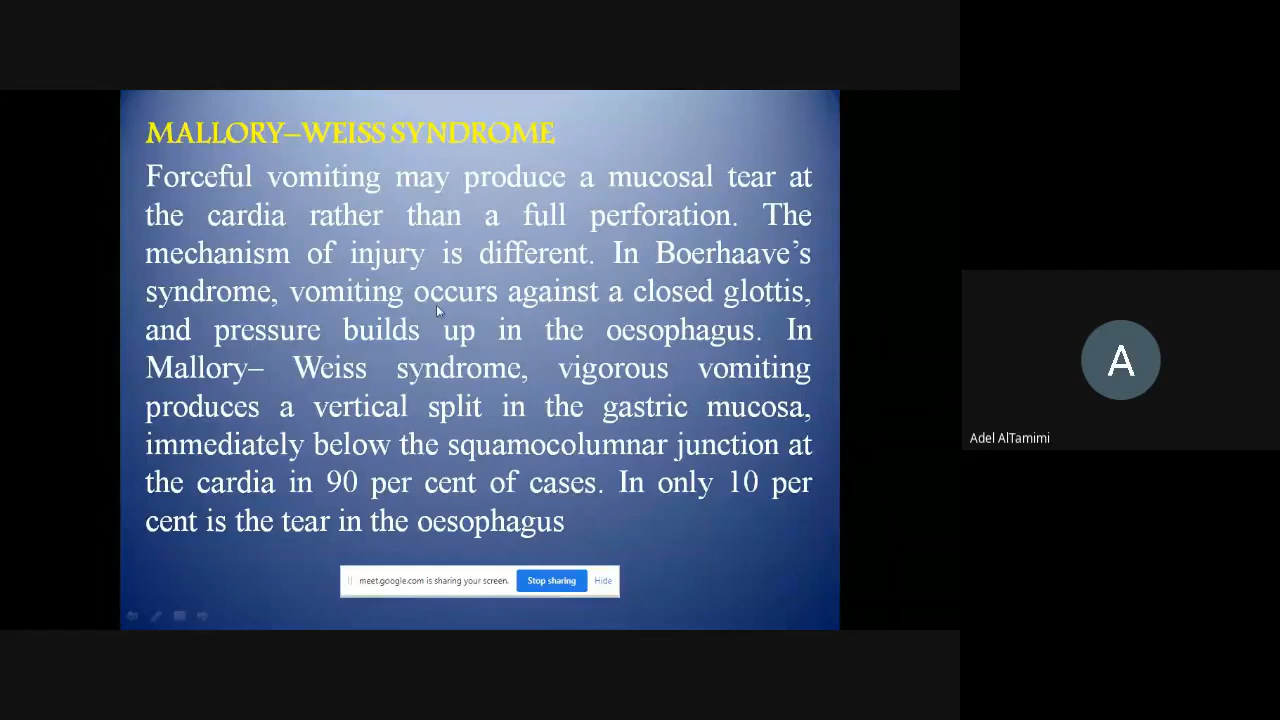 MALLORY–WEISS SYNDROME
Forceful vomiting may produce a mucosal tear at
the cardia rather than a full perforation. The
mechanism of injury is different. In Boerhaave’s
syndrome, vomiting occurs against a closed glottis,
and pressure builds up in the oesophagus. In
Mallory– Weiss syndrome, vigorous vomiting
produces a vertical split in the gastric mucosa,
immediately below the squamocolumnar junction at
the cardia in 90 per cent of cases. In only 10 per
cent is the tear in the oesophagus
meet.google.com is sharing your screen. Stop sharing Hide
A
Adel AlTamimi